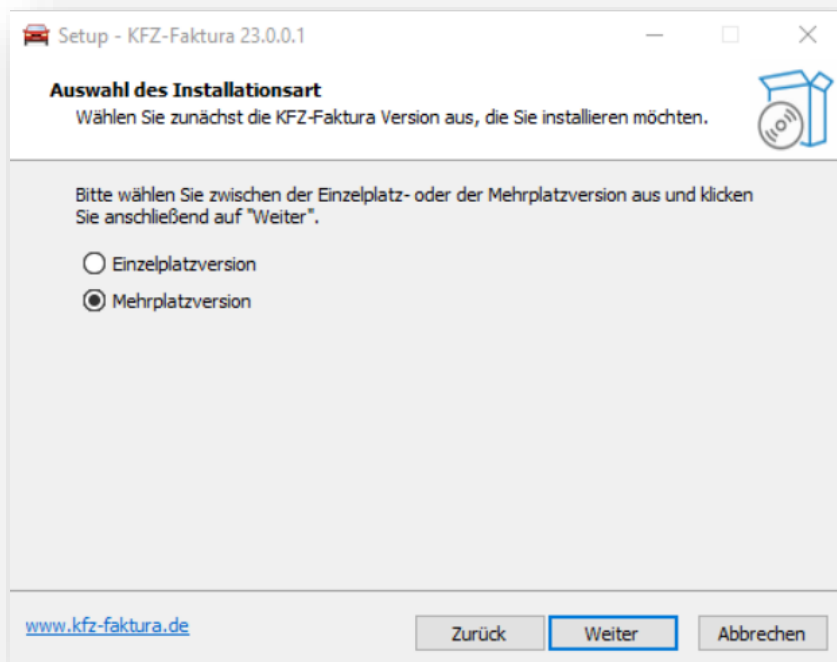 Setup - KFZ-Faktura 23.0.0.1
Auswahl des Installationsart
Wählen Sie zunächst die KFZ-Faktura Version aus, die Sie installieren möchten.
Bitte wählen Sie zwischen der Einzelplatz- oder der Mehrplatzversion aus und klicken
Sie anschließend auf "Weiter".
Einzelplatzversion
Mehrplatzversion
www.kfz-faktura.de
Zurück
Weiter
Abbrechen